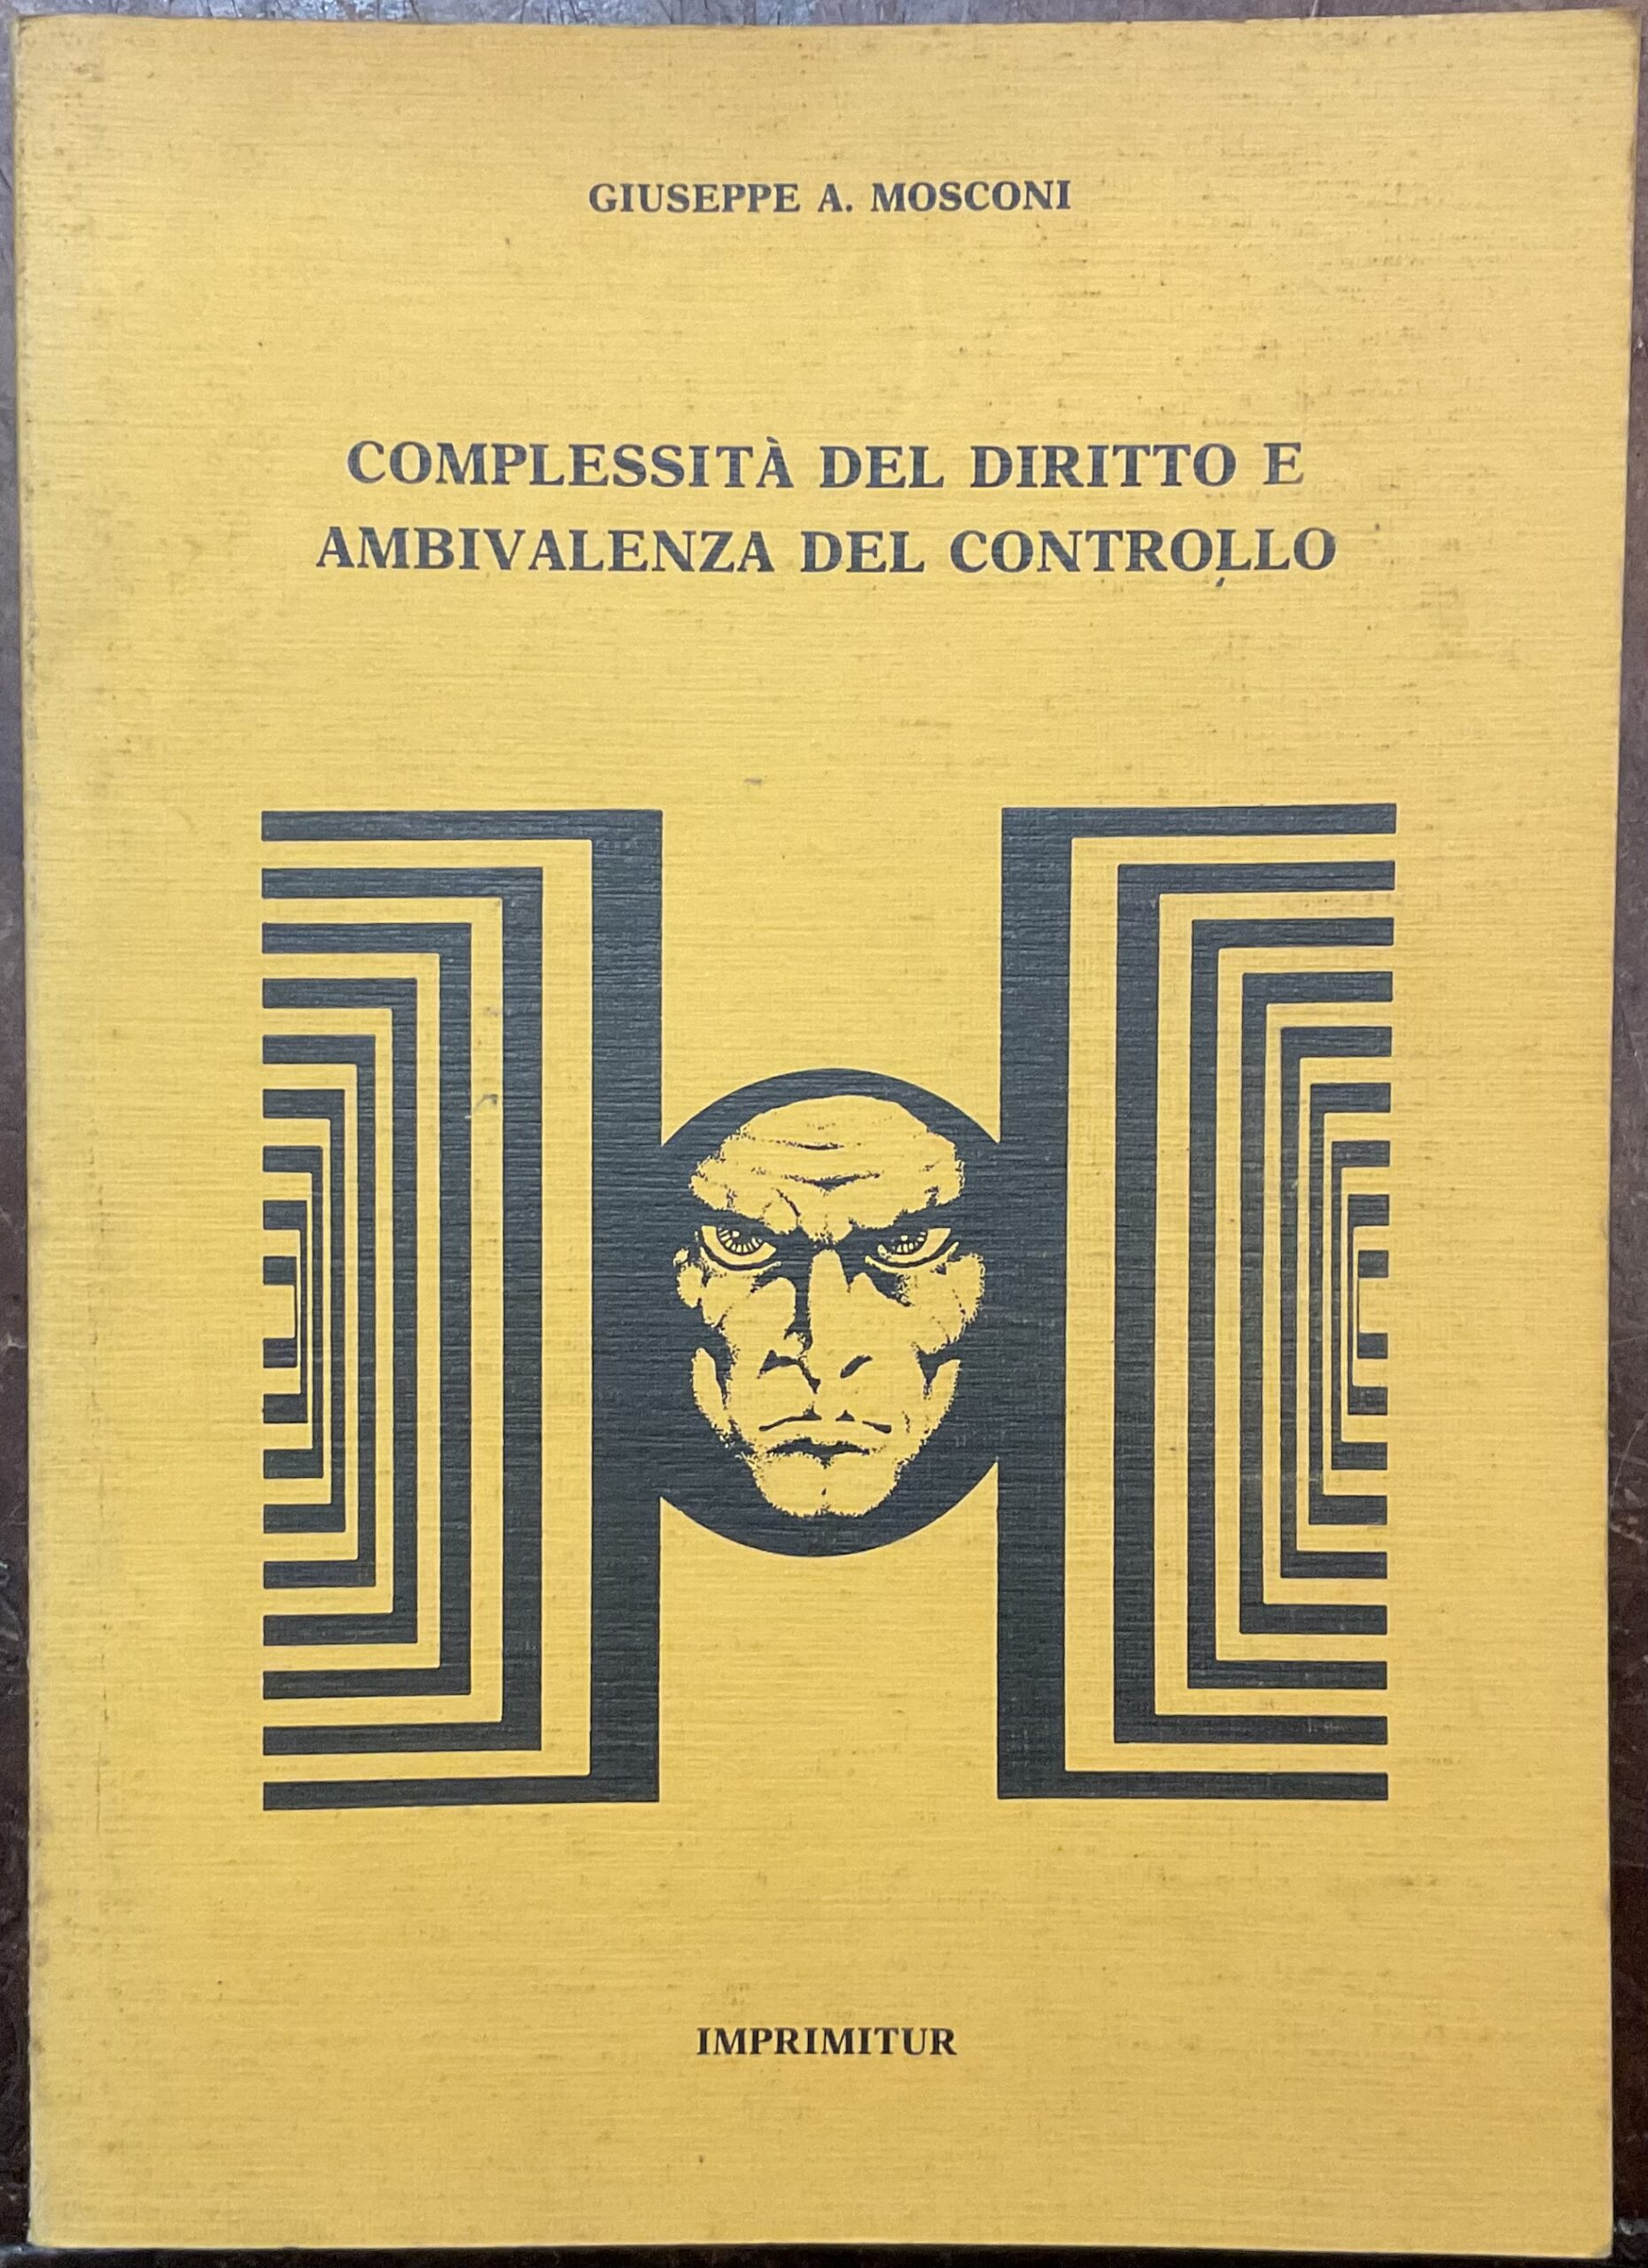 GIUSEPPE A. MOSCONI
COMPLESSITÀ DEL DIRITTO E
AMBIVALENZA DEL CONTROLLO
IMPRIMITUR